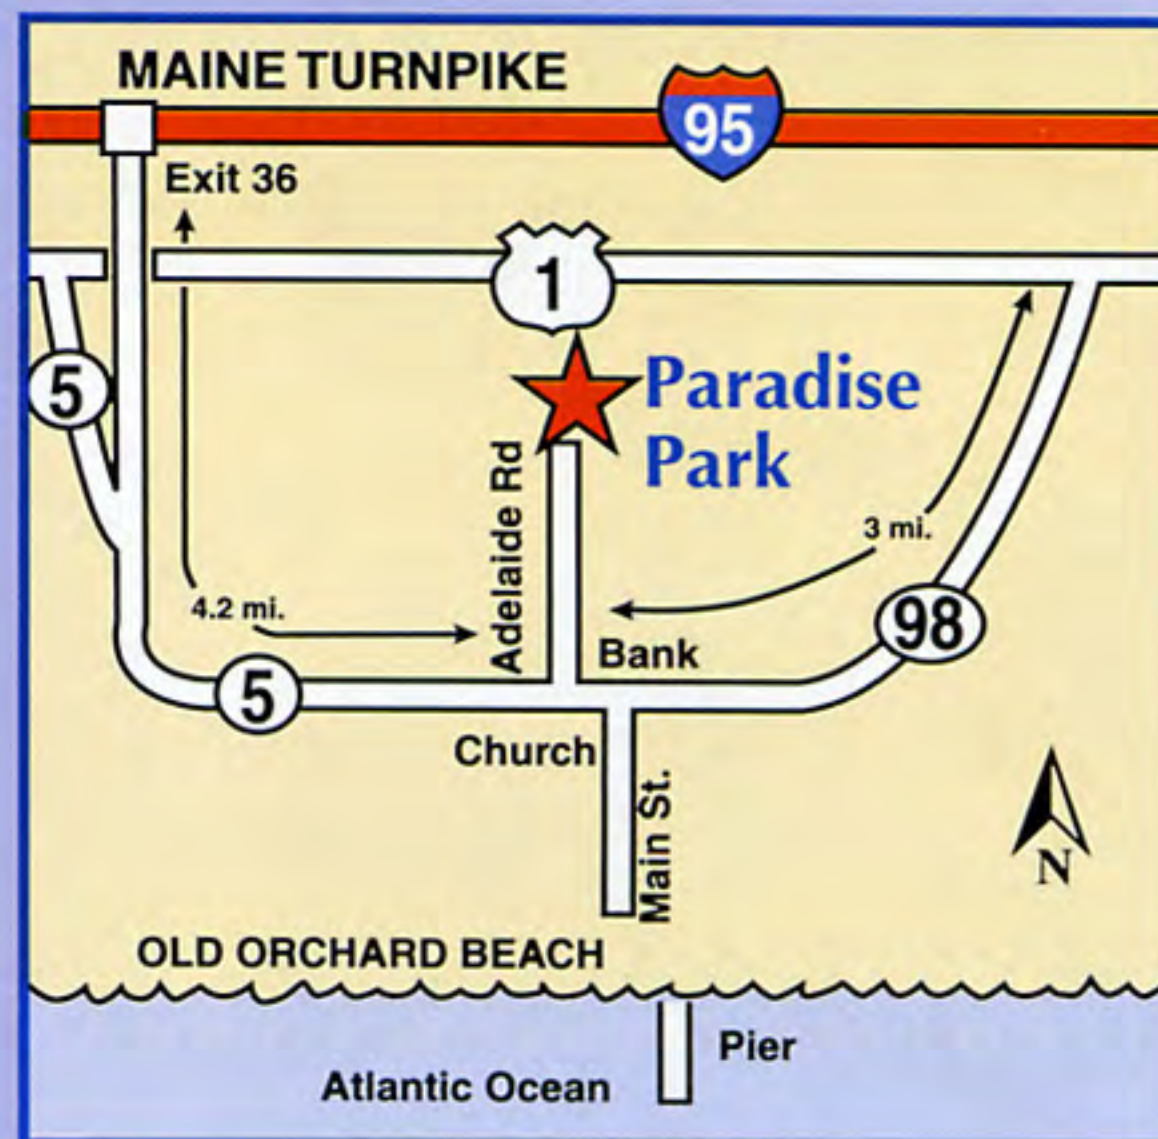 MAINE TURNPIKE
95
Exit 36
1
5
Paradise
Park
Adelaide Rd
3 mi.
4.2 mi.
98
Bank
5
Church
Main St.
N
OLD ORCHARD BEACH
Pier
Atlantic Ocean